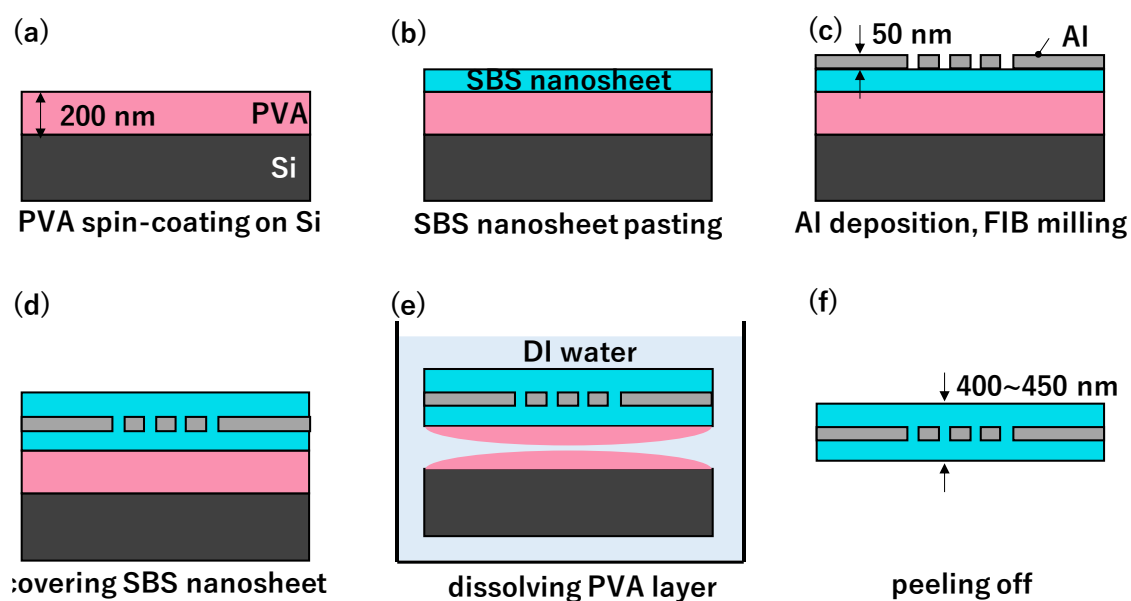 (a)
200 nm
PVA
Si
PVA spin-coating on Si
(b)
SBS nanosheet
SBS nanosheet pasting
(c)
50 nm
Al
Al deposition, FIB milling
(d)
covering SBS nanosheet
(e)
DI water
dissolving PVA layer
(f)
400~450 nm
peeling off